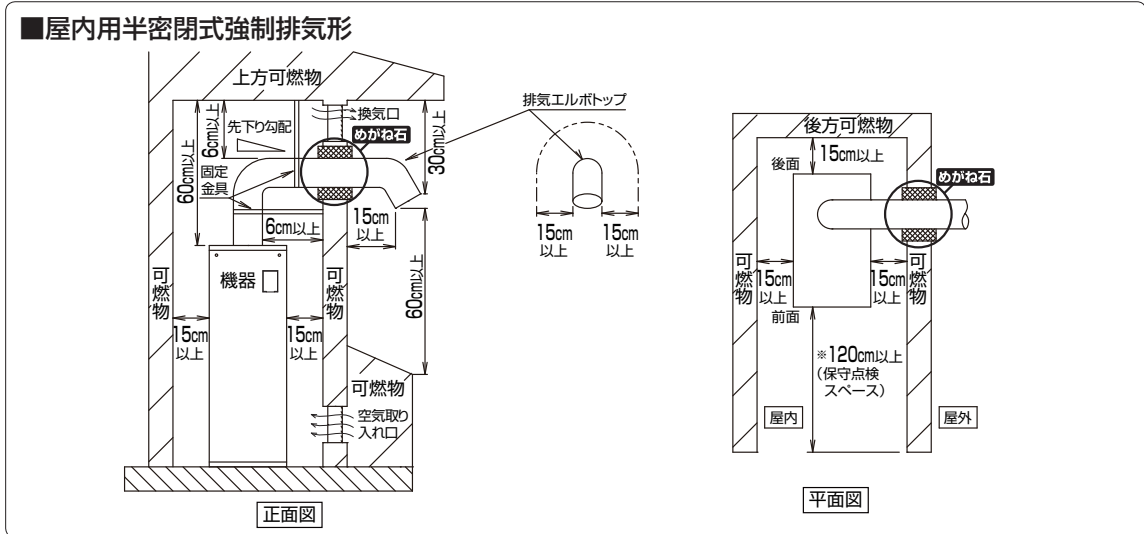 ■屋内用半密閉式強制排気形
上方可燃物
6cm以上
先下り勾配
換気口
めがね石
30cm以上
60cm以上
固定
金具
6cm以上
15cm
以上
機器
可燃物
可燃物
15cm
以上
15cm
以上
60cm以上
可燃物
空気取り
入れ口
正面図
排気エルボトップ
15cm
以上
15cm
以上
後方可燃物
後面
15cm以上
めがね石
可燃物
15cm
以上
15cm
以上
可燃物
前面
※120cm以上
(保守点検
スペース)
屋内
屋外
平面図